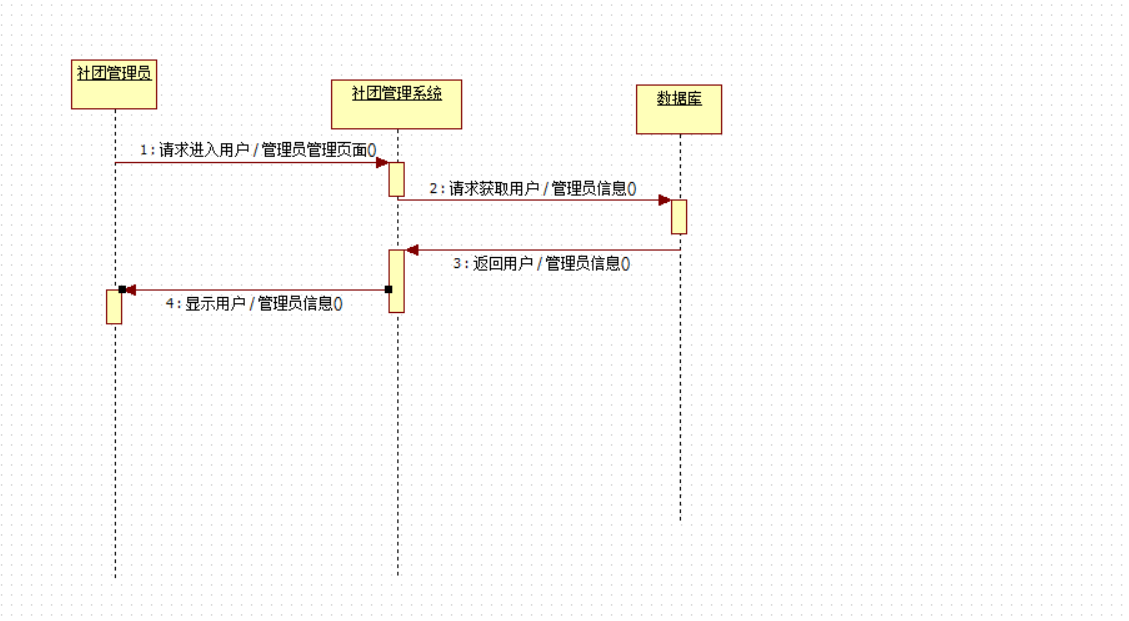 社团管理员
社团管理系统
数据库
1 : 请求进入用户 / 管理员管理页面()
2 : 请求获取用户 / 管理员信息()
3 : 返回用户 / 管理员信息()
4 : 显示用户 / 管理员信息()